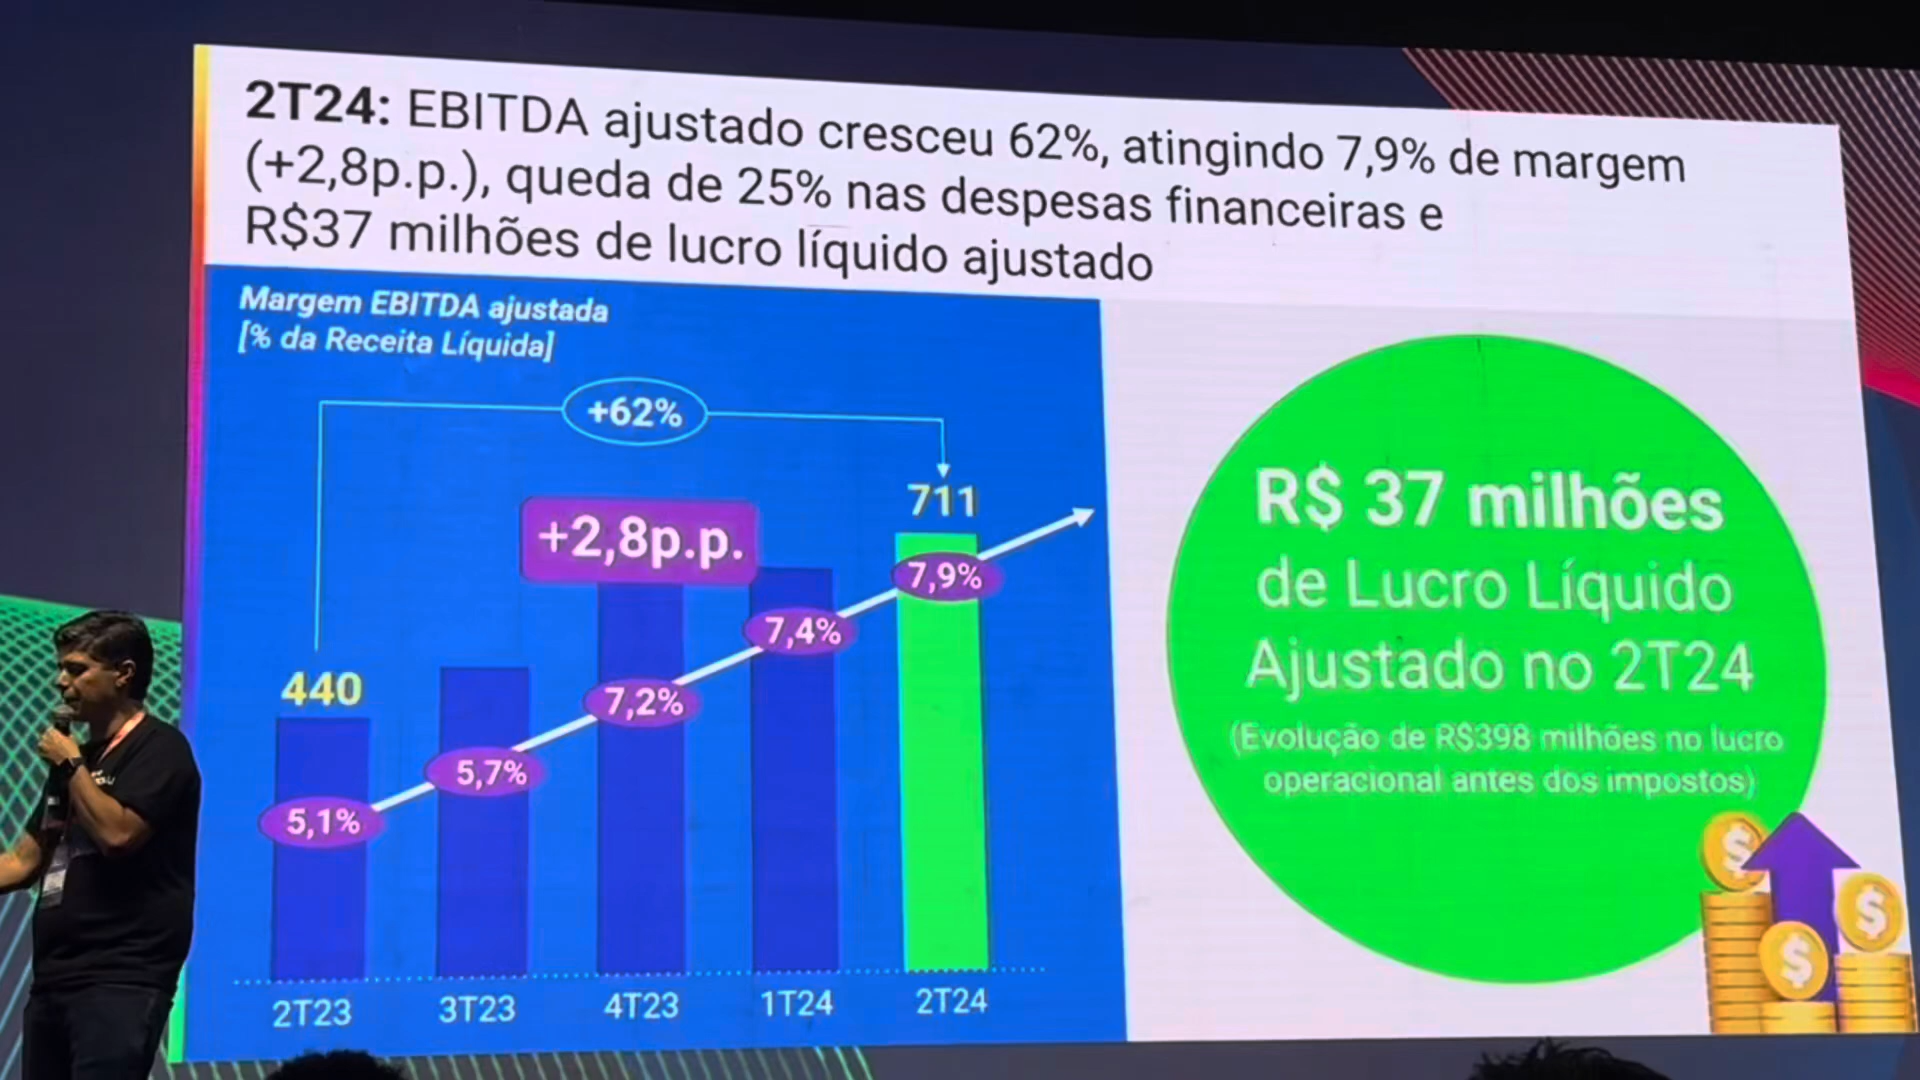 2T24: EBITDA ajustado cresceu 62%, atingindo 7,9% de margem
(+2,8p.p.), queda de 25% nas despesas financeiras e
R$37 milhões de lucro líquido ajustado
Margem EBITDA ajustada
[% da Receita Líquida]
+62%
711
+2,8p.p.
7,9%
7,4%
440
7,2%
5,7%
5,1%
2T23 3T23 4T23 1T24 2T24
R$ 37 milhões
de Lucro Líquido
Ajustado no 2T24
(Evolução de R$398 milhões no lucro
operacional antes dos impostos)
$
$
$